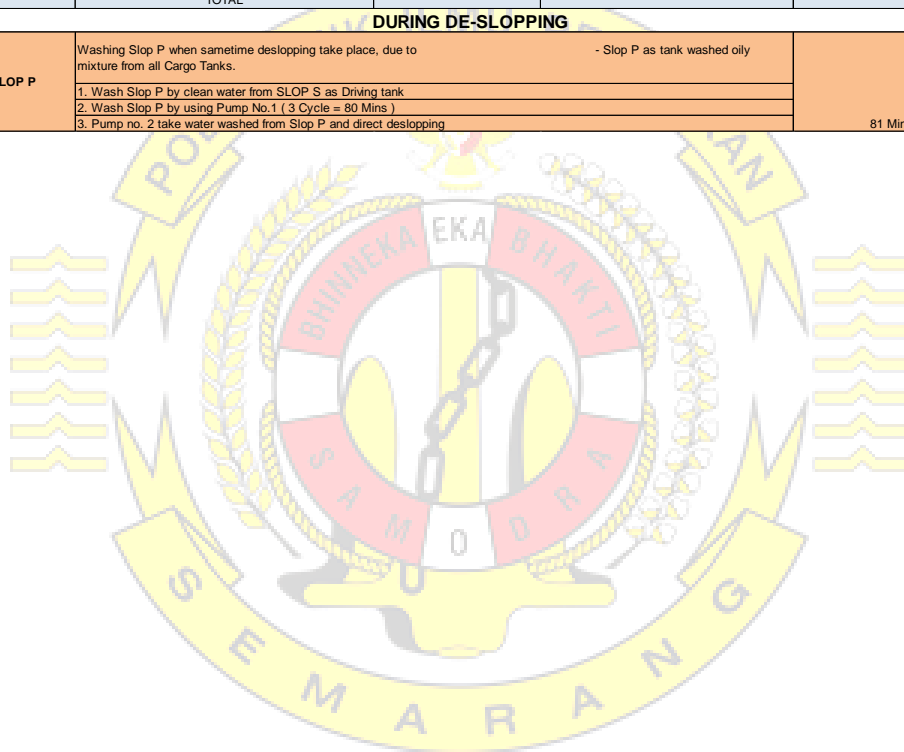 TOTAL
DURING DE-SLOPPING
LOP P
Washing Slop P when sametime deslopping take place, due to - Slop P as tank washed oily
mixture from all Cargo Tanks.
1. Wash Slop P by clean water from SLOP S as Driving tank
2. Wash Slop P by using Pump No.1 ( 3 Cycle = 80 Mins )
3. Pump no. 2 take water washed from Slop P and direct deslopping
81 Min
BHINNEKA EKA BHAKTI
SAMODRA
SEMARANG